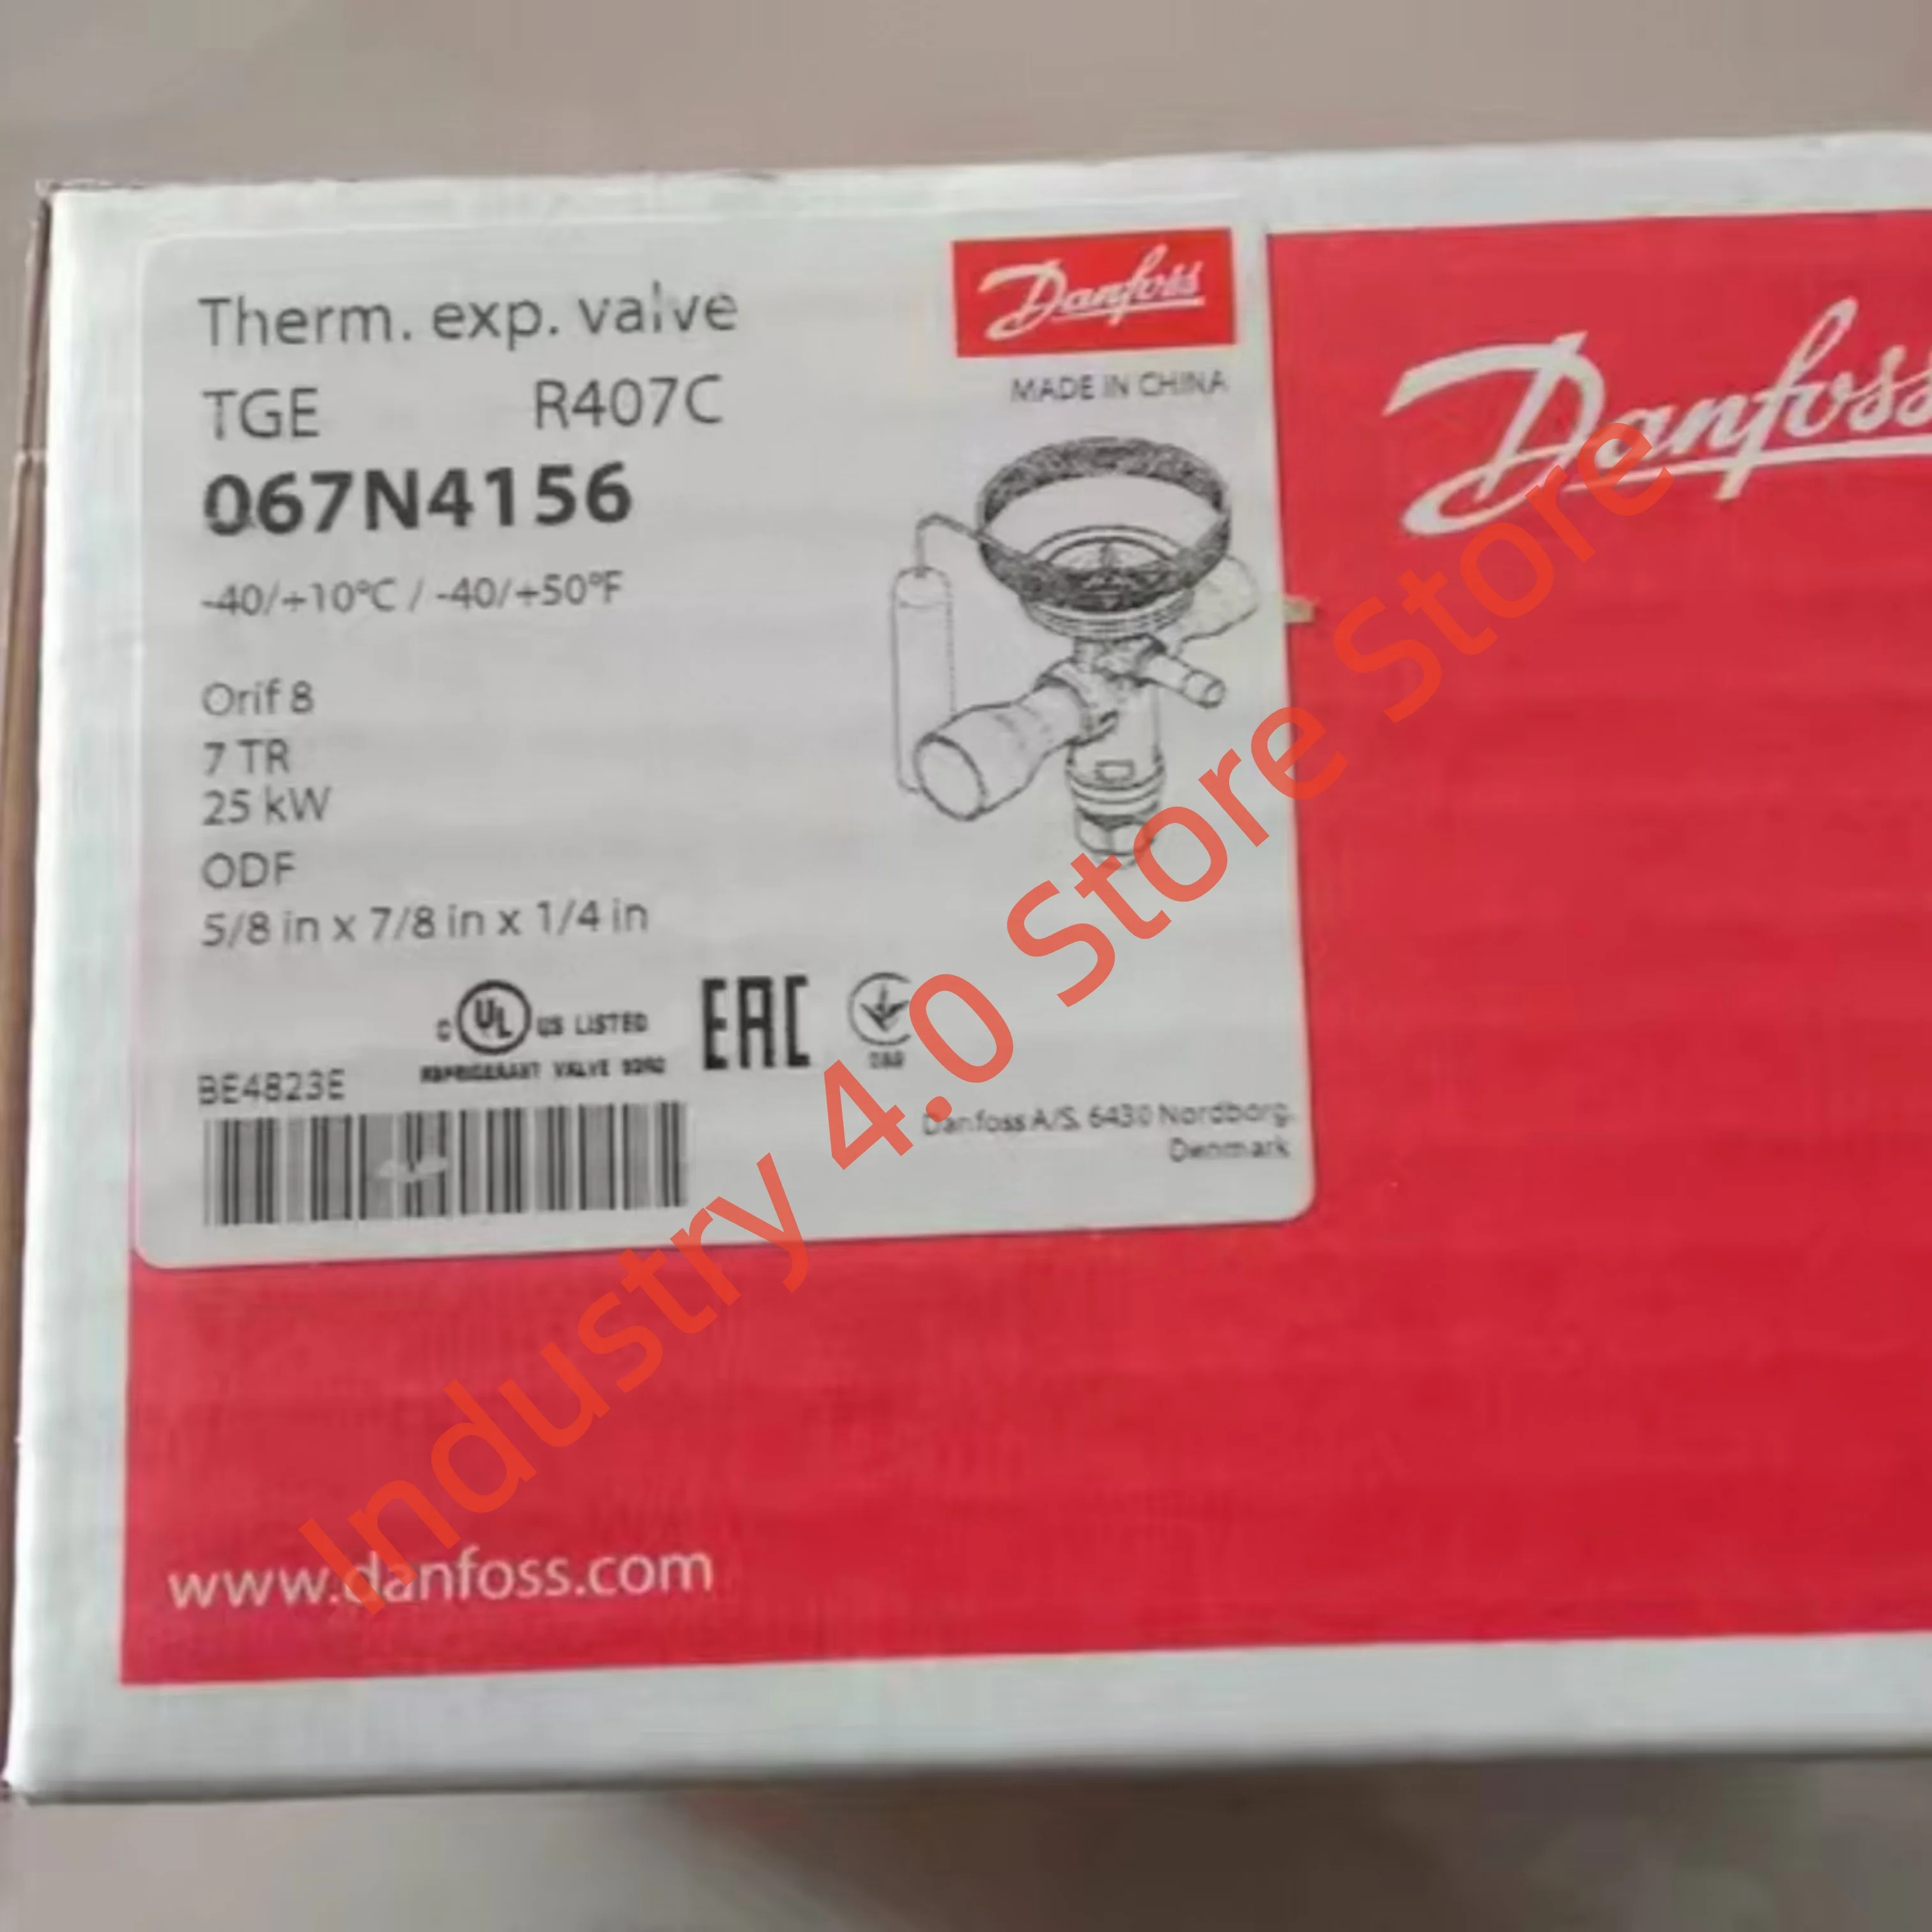 Therm. exp. valve
Danfoss
TGE R407C
MADE IN CHINA
067N4156
-40/+10°C / -40/+50°F
Orif 8
7 TR
25 kW
ODF
5/8 in x 7/8 in x 1/4 in
c UL US LISTED
REFRIGERANT VALVE
EAC
BE4823E
Danfoss A/S, 6430 Nordborg,
Denmark
Danfoss
www.danfoss.com
Industry 4.0 Store Store